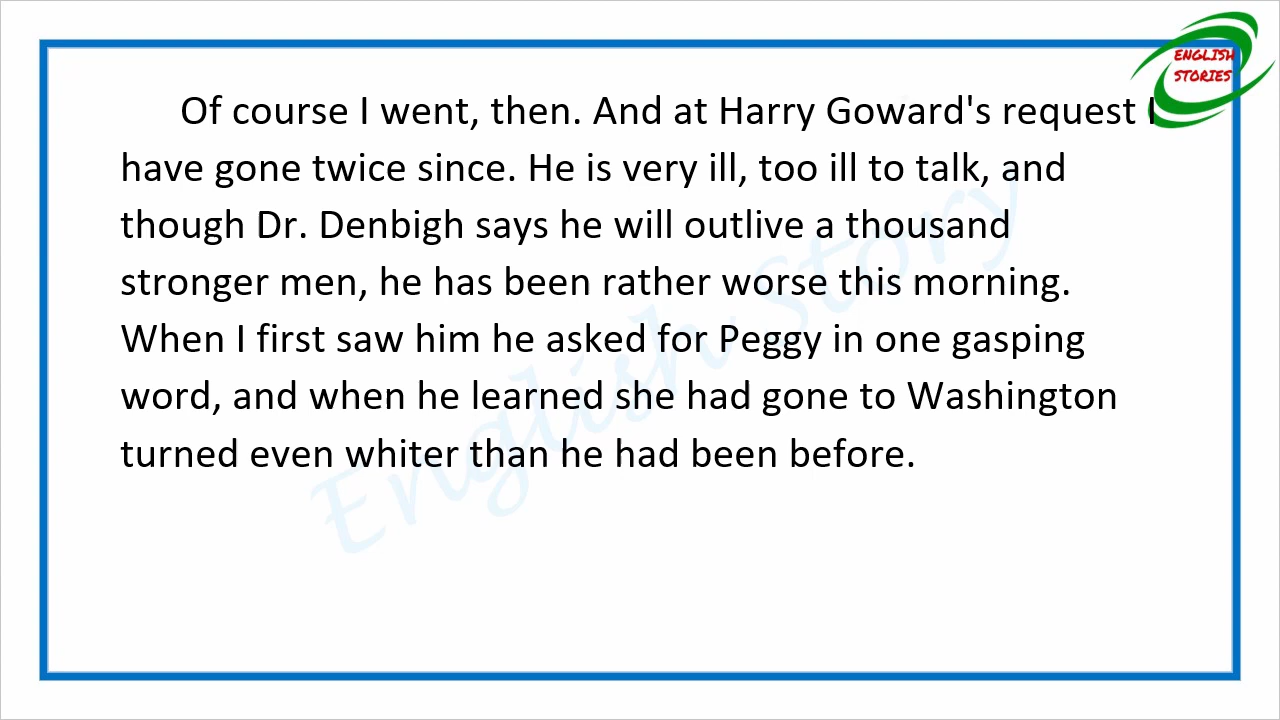 ENGLISH
STORIES
Of course I went, then. And at Harry Goward's request I
have gone twice since. He is very ill, too ill to talk, and
though Dr. Denbigh says he will outlive a thousand
stronger men, he has been rather worse this morning.
When I first saw him he asked for Peggy in one gasping
word, and when he learned she had gone to Washington
turned even whiter than he had been before.
English Story